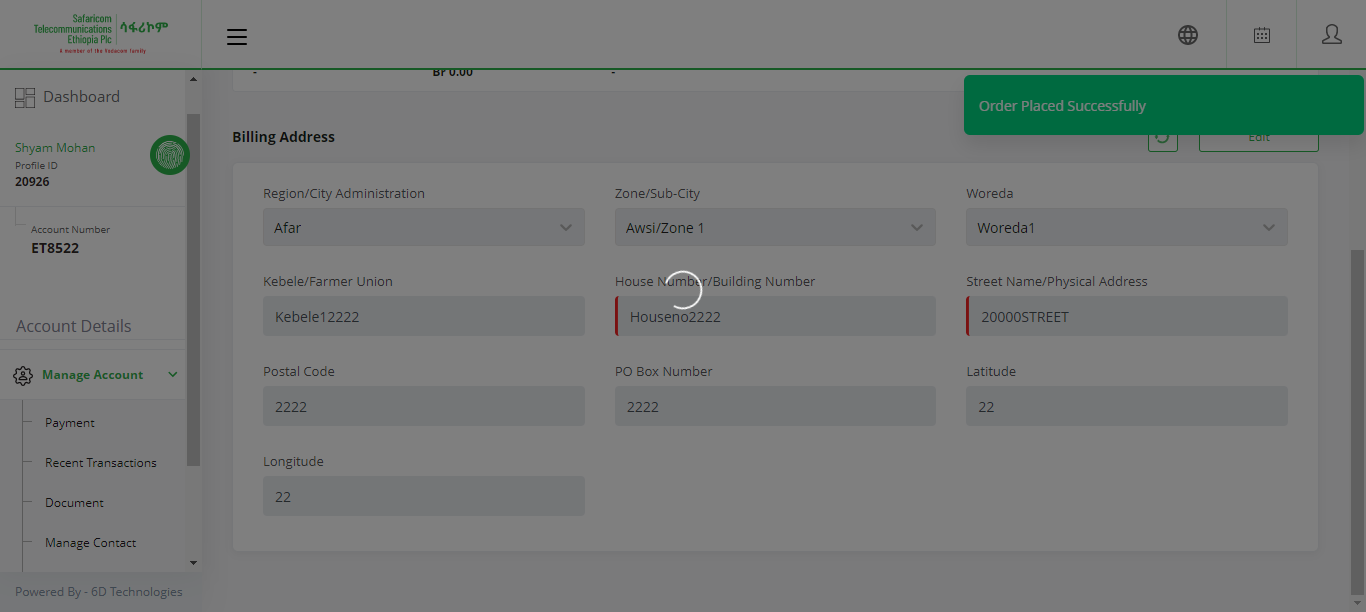 Safaricom
Telecommunications
Ethiopia Plc
ሳፋሪኮም
A member of the Vodacom family
Dashboard
Shyam Mohan
Profile ID
20926
Account Number
ET8522
Account Details
Manage Account
Payment
Recent Transactions
Document
Manage Contact
Powered By - 6D Technologies
- BP 0.00 -
Order Placed Successfully
Billing Address
Edit
Region/City Administration
Afar
Zone/Sub-City
Awsi/Zone 1
Woreda
Woreda1
Kebele/Farmer Union
Kebele12222
House Number/Building Number
Houseno2222
Street Name/Physical Address
20000STREET
Postal Code
2222
PO Box Number
2222
Latitude
22
Longitude
22